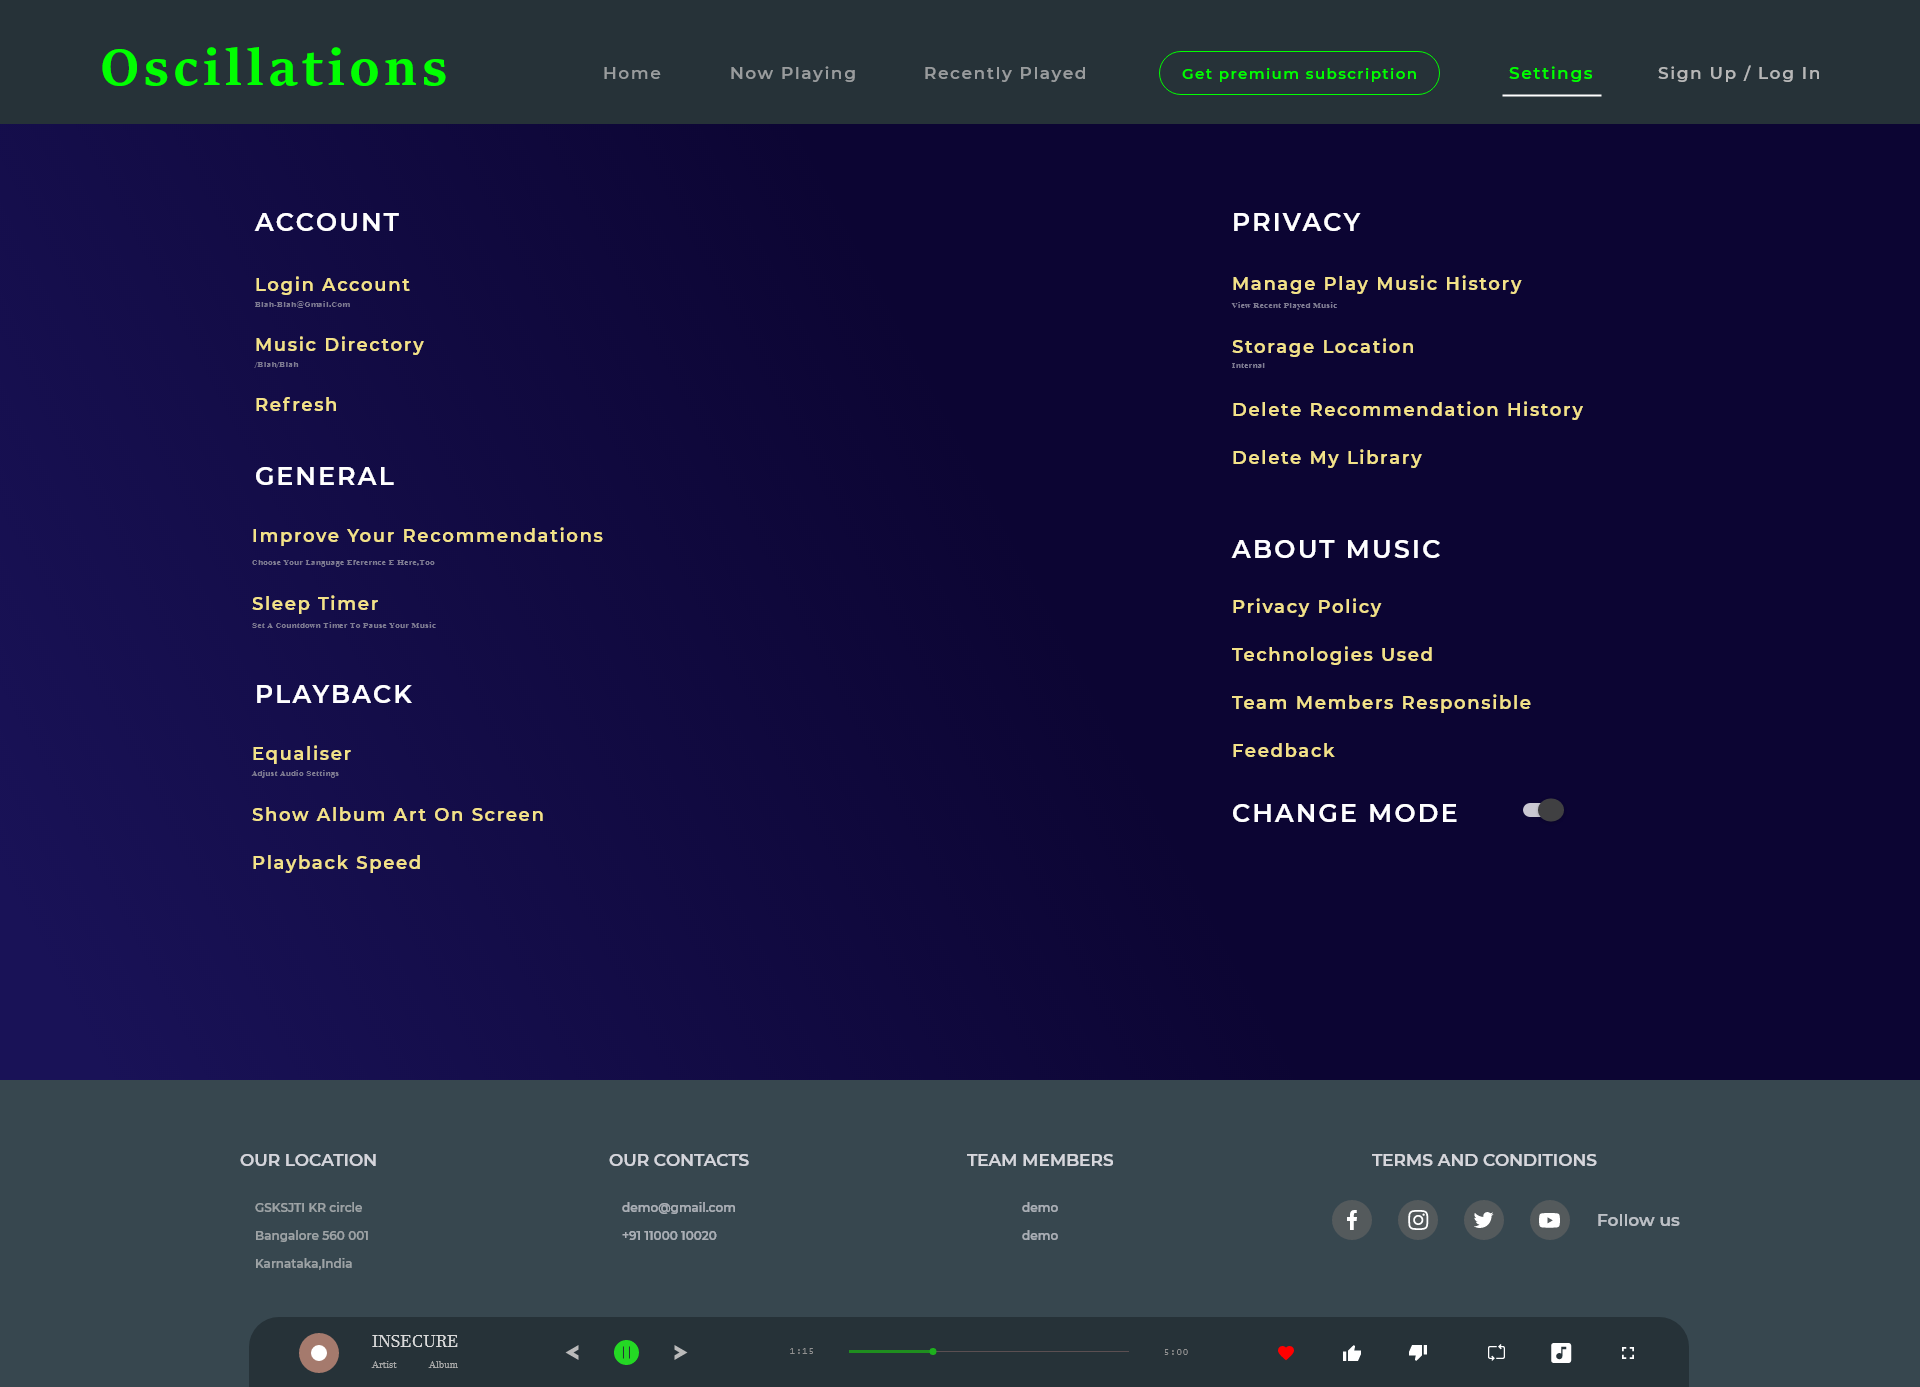 Oscillations
Home
Now Playing
Recently Played
Get premium subscription
Settings
Sign Up / Log In
ACCOUNT
Login Account
Blah-Blah@Gmail.Com
Music Directory
/Blah/Blah
Refresh
GENERAL
Improve Your Recommendations
Choose Your Language Eferernce E Here,Too
Sleep Timer
Set A Countdown Timer To Pause Your Music
PLAYBACK
Equaliser
Adjust Audio Settings
Show Album Art On Screen
Playback Speed
PRIVACY
Manage Play Music History
View Recent Played Music
Storage Location
Internal
Delete Recommendation History
Delete My Library
ABOUT MUSIC
Privacy Policy
Technologies Used
Team Members Responsible
Feedback
CHANGE MODE
OUR LOCATION
GSKSJTI KR circle
Bangalore 560 001
Karnataka,India
OUR CONTACTS
demo@gmail.com
+91 11000 10020
TEAM MEMBERS
demo
demo
TERMS AND CONDITIONS
Follow us
INSECURE
Artist Album
1:15
5:00